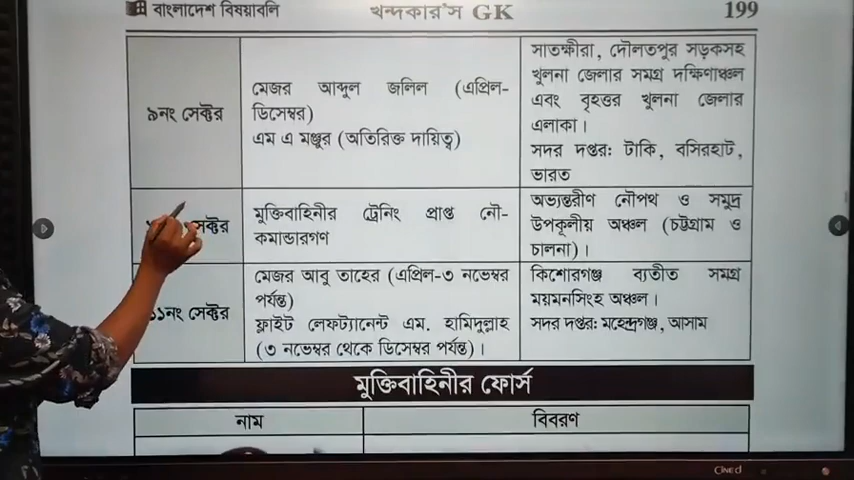 বাংলাদেশ বিষয়াবলি
খন্দকার'স GK
199
৯নং সেক্টর
মেজর আব্দুল জলিল (এপ্রিল-
ডিসেম্বর)
এম এ মঞ্জুর (অতিরিক্ত দায়িত্ব)
সাতক্ষীরা, দৌলতপুর সড়কসহ
খুলনা জেলার সমগ্র দক্ষিণাঞ্চল
এবং বৃহত্তর খুলনা জেলার
এলাকা।
সদর দপ্তর: টাকি, বসিরহাট,
ভারত
সেক্টর
মুক্তিবাহিনীর ট্রেনিং প্রাপ্ত নৌ-
কমান্ডারগণ
অভ্যন্তরীণ নৌপথ ও সমুদ্র
উপকূলীয় অঞ্চল (চট্টগ্রাম ও
চালনা)।
১১নং সেক্টর
মেজর আবু তাহের (এপ্রিল-৩ নভেম্বর
পর্যন্ত)
ফ্লাইট লেফট্যানেন্ট এম. হামিদুল্লাহ
(৩ নভেম্বর থেকে ডিসেম্বর পর্যন্ত)।
কিশোরগঞ্জ ব্যতীত সমগ্র
ময়মনসিংহ অঞ্চল।
সদর দপ্তর: মহেন্দ্রগঞ্জ, আসাম
মুক্তিবাহিনীর ফোর্স
নাম
বিবরণ